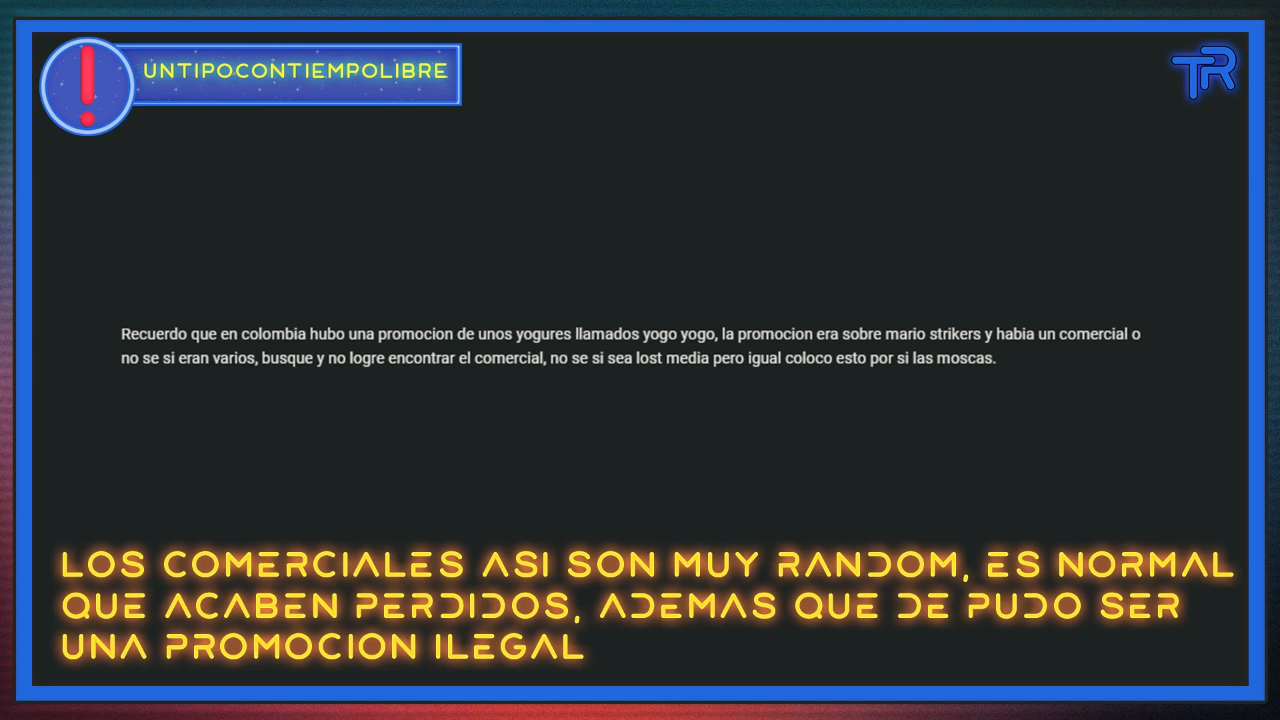 UNTIPOCONTIEMPOLIBRE
TR
Recuerdo que en colombia hubo una promocion de unos yogures llamados yogo yogo, la promocion era sobre mario strikers y habia un comercial o
no se si eran varios, busque y no logre encontrar el comercial, no se si sea lost media pero igual coloco esto por si las moscas.
LOS COMERCIALES ASI SON MUY RANDOM, ES NORMAL
QUE ACABEN PERDIDOS, ADEMAS QUE DE PUDO SER
UNA PROMOCION ILEGAL